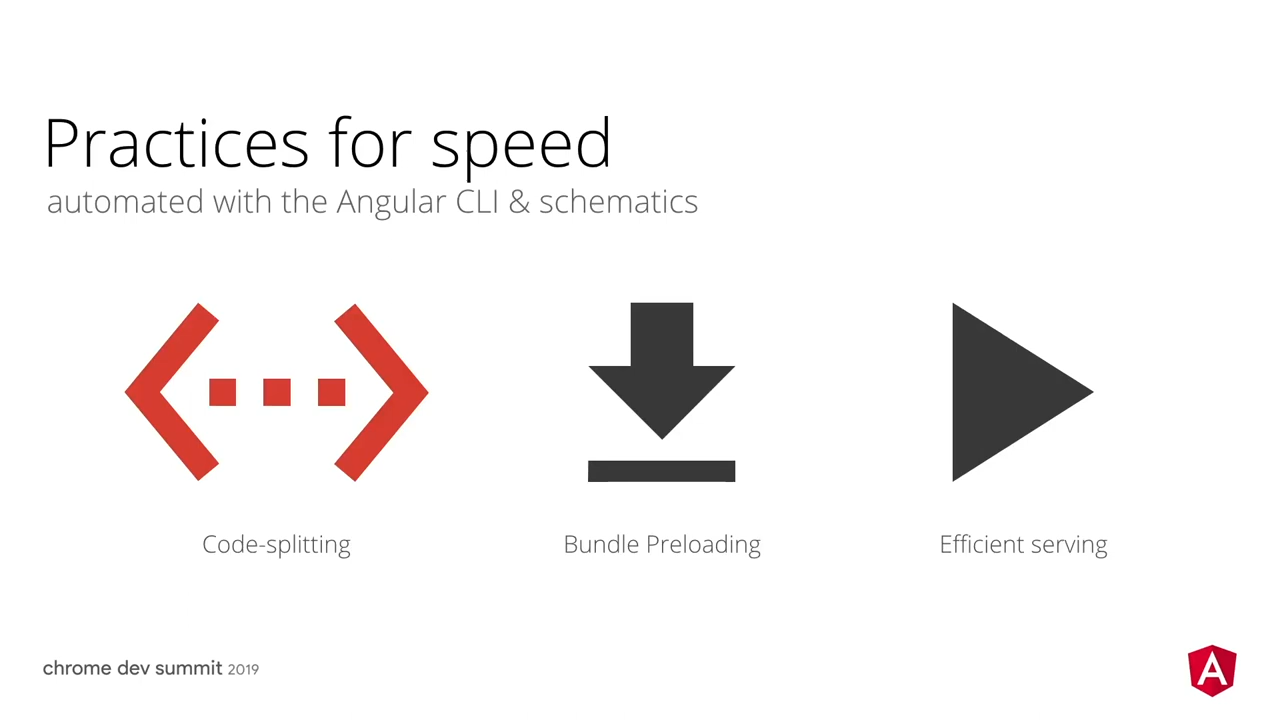 Practices for speed
automated with the Angular CLI & schematics
Code-splitting
Bundle Preloading
Efficient serving
chrome dev summit 2019
A